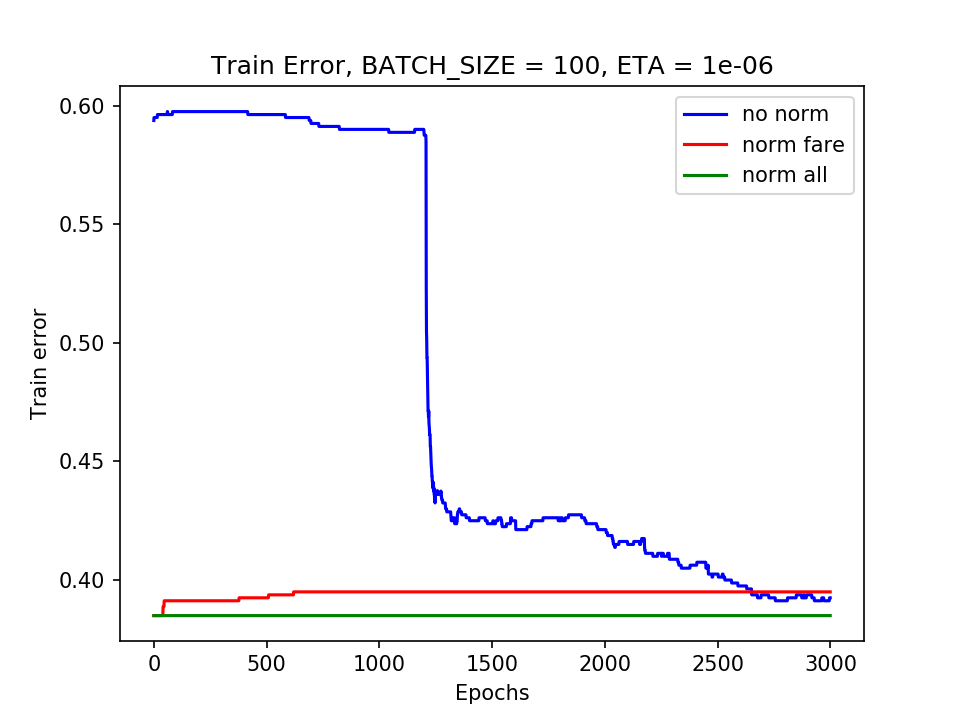 Train Error, BATCH_SIZE = 100, ETA = 1e-06
no norm
norm fare
norm all
Train error
0.60
0.55
0.50
0.45
0.40
0 500 1000 1500 2000 2500 3000
Epochs